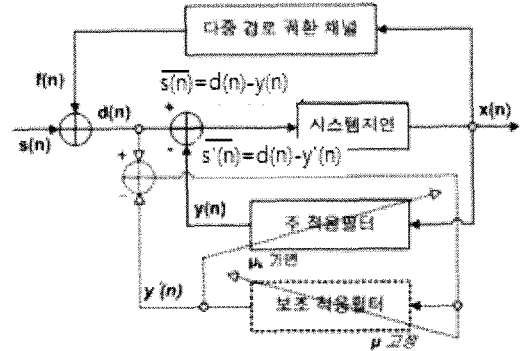 다중 경로 궤환 채널
f(n)
s(n)=d(n)-y(n)
d(n)
+
시스템지연
x(n)
s(n)
-
s'(n)=d(n)-y'(n)
+
-
y(n)
주 적응필터
μₖ 가변
y'(n)
보조 적응필터
μ 고정